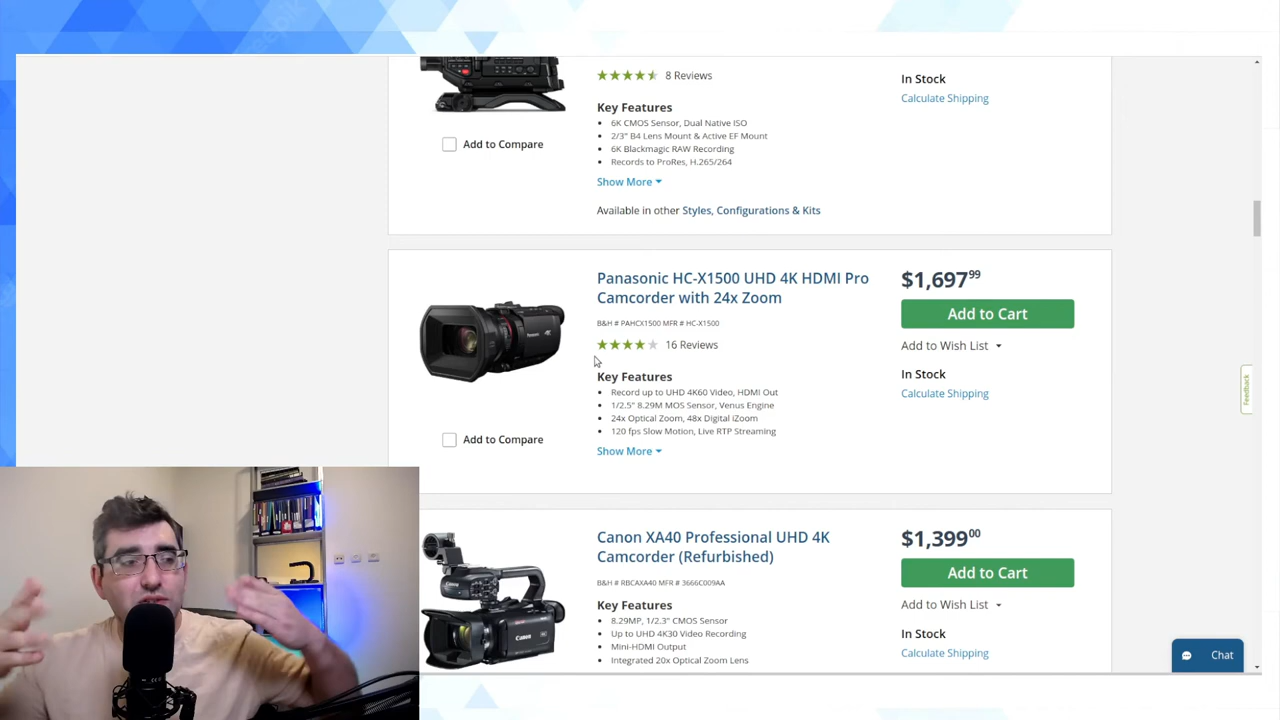 8 Reviews
In Stock
Calculate Shipping
Key Features
6K CMOS Sensor, Dual Native ISO
2/3" B4 Lens Mount & Active EF Mount
6K Blackmagic RAW Recording
Records to ProRes, H.265/264
Add to Compare
Show More
Available in other Styles, Configurations & Kits
Panasonic HC-X1500 UHD 4K HDMI Pro
Camcorder with 24x Zoom
$1,697 99
Add to Cart
B&H # PAHCX1500 MFR # HC-X1500
16 Reviews
Add to Wish List
In Stock
Calculate Shipping
Key Features
Record up to UHD 4K60 Video, HDMI Out
1/2.5" 8.29M MOS Sensor, Venus Engine
24x Optical Zoom, 48x Digital iZoom
120 fps Slow Motion, Live RTP Streaming
Add to Compare
Show More
Feedback
Canon XA40 Professional UHD 4K
Camcorder (Refurbished)
$1,399 00
Add to Cart
B&H # RBCAXA40 MFR # 3666C009AA
Add to Wish List
Key Features
8.29MP, 1/2.3" CMOS Sensor
Up to UHD 4K30 Video Recording
Mini-HDMI Output
Integrated 20x Optical Zoom Lens
In Stock
Calculate Shipping
Chat
Panasonic
4K
Canon